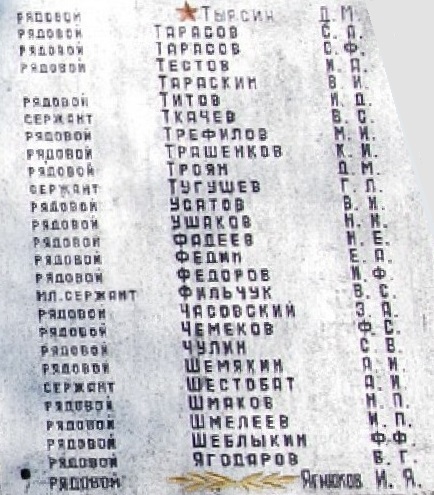 РЯДОВОЙ ТЫРСИН Д. М.
РЯДОВОЙ ТАРАСОВ С. А.
РЯДОВОЙ ТАРАСОВ С. Ф.
РЯДОВОЙ ТЕСТОВ И. А.
ТАРАСКИН В. И.
РЯДОВОЙ ТИТОВ И. Д.
СЕРЖАНТ ТКАЧЕВ В. С.
РЯДОВОЙ ТРЕФИЛОВ М. И.
РЯДОВОЙ ТРАШЕНКОВ К. И.
РЯДОВОЙ ТРОЯН Д. М.
СЕРЖАНТ ТУГУШЕВ Г. Л.
РЯДОВОЙ УСАТОВ В. И.
РЯДОВОЙ УШАКОВ Н. И.
РЯДОВОЙ ФАДЕЕВ И. Е.
РЯДОВОЙ ФЕДИН Е. А.
РЯДОВОЙ ФЕДОРОВ И. Ф.
МЛ. СЕРЖАНТ ФИЛЬЧУК В. С.
РЯДОВОЙ ЧАСОВСКИЙ З. А.
РЯДОВОЙ ЧЕМЕКОВ Ф. С.
РЯДОВОЙ ЧУЛИН С В.
РЯДОВОЙ ШЕМЯКИН А. И.
СЕРЖАНТ ШЕСТОБАТ А. И.
РЯДОВОЙ ШМАКОВ Н. П.
РЯДОВОЙ ШМЕЛЕЕВ И. П.
РЯДОВОЙ ШЕБЛЫКИН Ф. Ф.
РЯДОВОЙ ЯГОДАРОВ В. Г.
РЯДОВОЙ ЯГНЮКОВ И. Я.